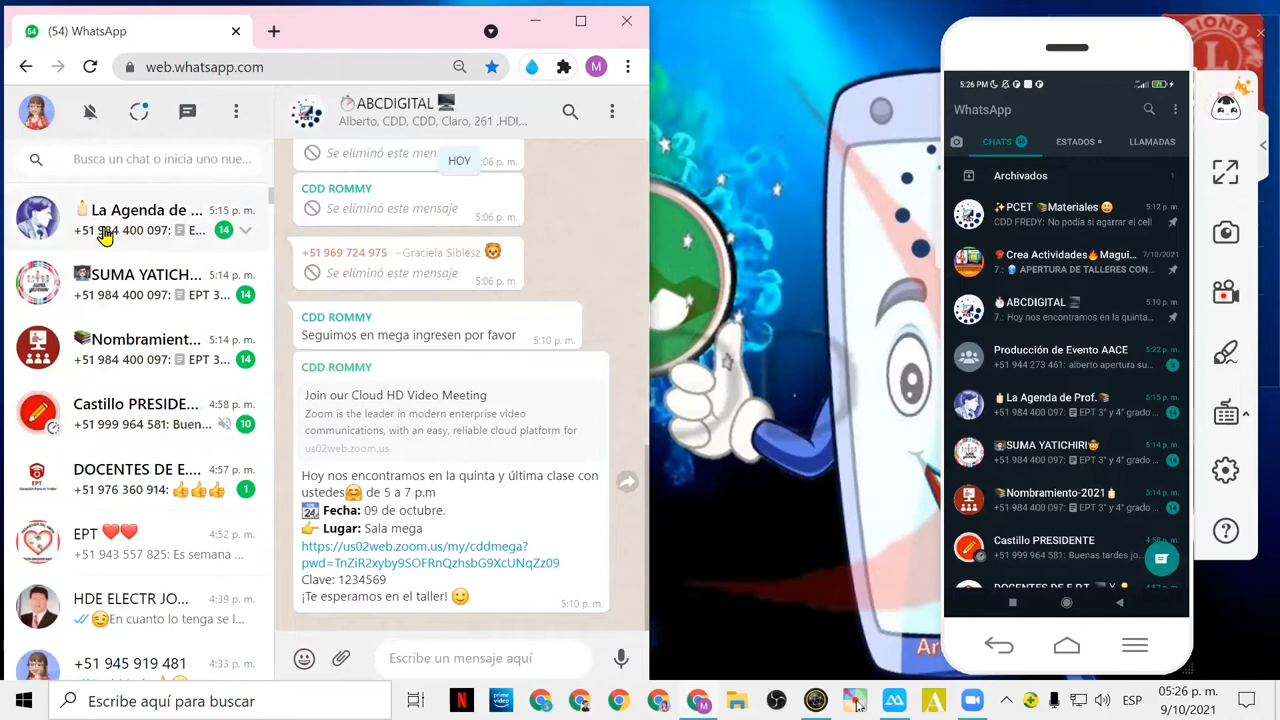 (54) WhatsApp
web.whatsapp.com
M
Busca un chat o inicia uno nue...
La Agenda de ...
5:15 p. m.
+51 984 400 097: E...
14
SUMA YATICH...
5:14 p. m.
+51 984 400 097: EPT 3...
14
Nombramient...
5:14 p. m.
+51 984 400 097: EPT 3...
14
Castillo PRESIDE...
4:58 p. m.
+51 999 964 581: Buen...
10
DOCENTES DE E...
4:57 p. m.
+51 976 360 914: 👍👍👍
1
EPT ❤️❤️
4:52 p. m.
+51 943 557 825: Es semana ...
HDE ELECTR JO...
4:39 p. m.
En cuanto lo tenga se l...
+51 945 919 481
4:33 p. m.
⏱️ABCDIGITAL 🖥️
Alberto, CDD, CDD, Claro, 261 .HDI...
Se eliminó este men
:06 p. m.
HOY
CDD ROMMY
Se eliminó este mensaje
5:06 p. m.
+51 969 724 975 ~Graciela Siblesz 🦁
Se eliminó este mensaje
5:06 p. m.
CDD ROMMY
Seguimos en mega ingresen por favor
5:10 p. m.
CDD ROMMY
Join our Cloud HD Video Meeting
Zoom is the leader in modern enterprise video
communications, with an easy, reliable cloud platform for
us02web.zoom.us
Hoy nos encontramos en la quinta y última clase con
ustedes🤗 de 5 a 7 p.m
📅 Fecha: 09 de octubre.
👉 Lugar: Sala mega
https://us02web.zoom.us/my/cddmega?
pwd=TnZiR2xyby9SOFRnQzhsbG9XcUNqZz09
Clave: 1234569
¡Te esperamos en el taller! 😉
5:10 p. m.
Escribe un mensaje aquí
5:26 PM
WhatsApp
CHATS
ESTADOS
LLAMADAS
Archivados
1
✨PCET 📚Materiales 😀
5:12 p. m.
CDD FREDY: No podía si agarrar el cell
Crea Actividades🔥Magui...
7/10/2021
7.: APERTURA DE TALLERES CON...
⏱️ABCDIGITAL 🖥️
5:10 p. m.
7.: Hoy nos encontramos en la quinta...
Producción de Evento AACE
5:22 p. m.
+51 944 273 461: alberto apertura su...
3
La Agenda de Prof.📚
5:15 p. m.
+51 984 400 097: EPT 3° y 4° grado ...
14
SUMA YATICHIRI
5:14 p. m.
+51 984 400 097: EPT 3° y 4° grado ...
14
Nombramiento-2021
5:14 p. m.
+51 984 400 097: EPT 3° y 4° grado ...
14
Castillo PRESIDENTE
4:58 p. m.
+51 999 964 581: Buenas tardes jo...
LIONS
L
Escribe aquí para buscar
ESP
05:26 p. m.
9/10/2021